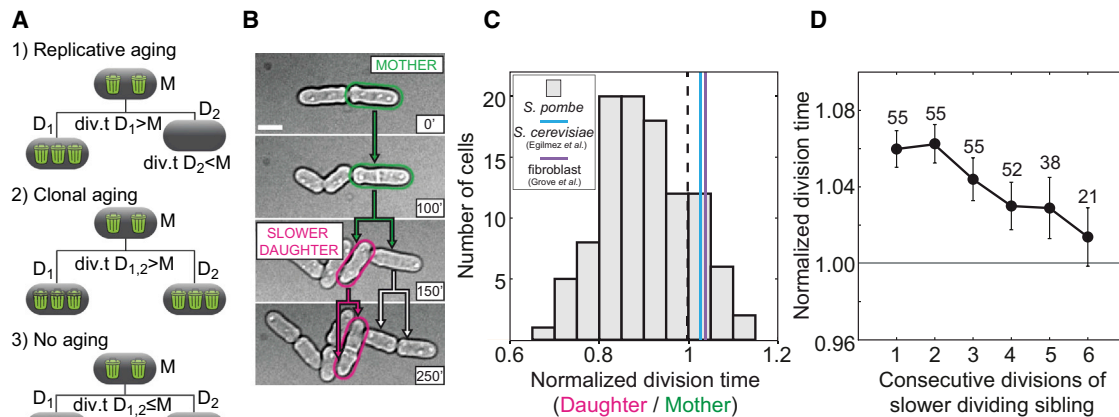 A
1) Replicative aging
M
D1
div.t D1>M
D2
div.t D2<M
2) Clonal aging
M
D1
div.t D1,2>M
D2
3) No aging
M
D1
div.t D1,2≤M
D2
B
MOTHER
0'
100'
SLOWER
DAUGHTER
150'
250'
C
Number of cells
20
15
10
5
S. pombe
S. cerevisiae
(Egilmez et al.)
fibroblast
(Grove et al.)
0.6
0.8
1
1.2
Normalized division time
(Daughter / Mother)
D
Normalized division time
1.08
1.04
1.00
0.96
55
55
55
52
38
21
1
2
3
4
5
6
Consecutive divisions of
slower dividing sibling